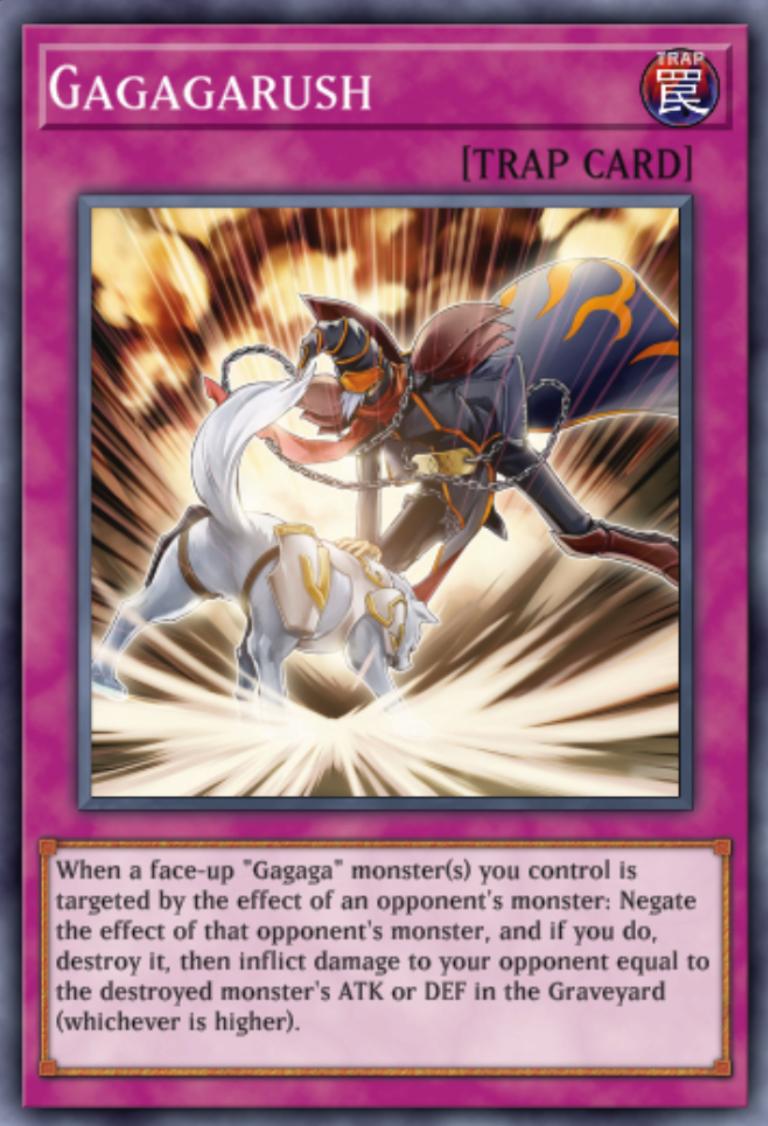 GAGAGARUSH
TRAP
罠
[TRAP CARD]
When a face-up "Gagaga" monster(s) you control is
targeted by the effect of an opponent's monster: Negate
the effect of that opponent's monster, and if you do,
destroy it, then inflict damage to your opponent equal to
the destroyed monster's ATK or DEF in the Graveyard
(whichever is higher).